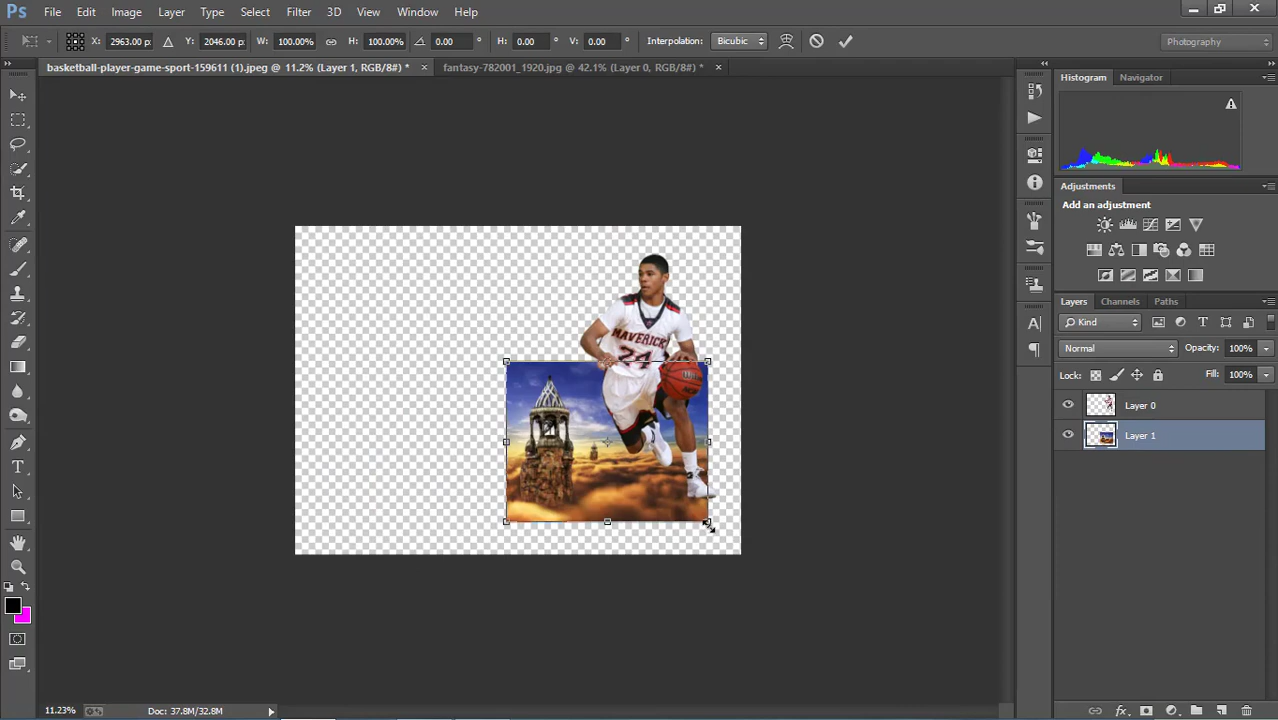 Ps File Edit Image Layer Type Select Filter 3D View Window Help
X: 2963.00 p: Y: 2046.00 p: W: 100.00% H: 100.00% 0.00 ° H: 0.00 ° V: 0.00 ° Interpolation: Bicubic Photography
basketball-player-game-sport-159611 (1).jpeg @ 11.2% (Layer 1, RGB/8#) * × fantasy-782001_1920.jpg @ 42.1% (Layer 0, RGB/8#) * ×
Histogram Navigator
Adjustments
Add an adjustment
Layers Channels Paths
Kind
Normal Opacity: 100%
Lock: Fill: 100%
Layer 0
Layer 1
MAVERICK
24
11.23% Doc: 37.8M/32.8M